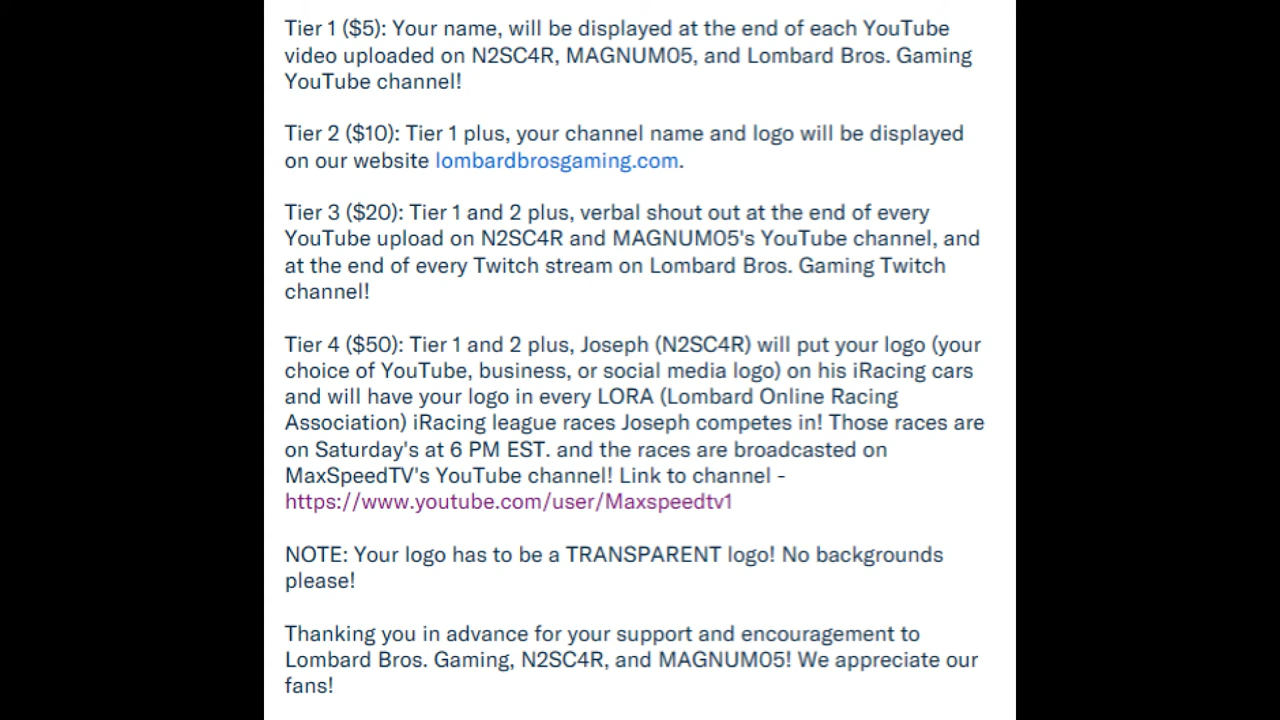 Tier 1 ($5): Your name, will be displayed at the end of each YouTube
video uploaded on N2SC4R, MAGNUM05, and Lombard Bros. Gaming
YouTube channel!
Tier 2 ($10): Tier 1 plus, your channel name and logo will be displayed
on our website lombardbrosgaming.com.
Tier 3 ($20): Tier 1 and 2 plus, verbal shout out at the end of every
YouTube upload on N2SC4R and MAGNUM05's YouTube channel, and
at the end of every Twitch stream on Lombard Bros. Gaming Twitch
channel!
Tier 4 ($50): Tier 1 and 2 plus, Joseph (N2SC4R) will put your logo (your
choice of YouTube, business, or social media logo) on his iRacing cars
and will have your logo in every LORA (Lombard Online Racing
Association) iRacing league races Joseph competes in! Those races are
on Saturday's at 6 PM EST. and the races are broadcasted on
MaxSpeedTV's YouTube channel! Link to channel -
https://www.youtube.com/user/Maxspeedtv1
NOTE: Your logo has to be a TRANSPARENT logo! No backgrounds
please!
Thanking you in advance for your support and encouragement to
Lombard Bros. Gaming, N2SC4R, and MAGNUM05! We appreciate our
fans!